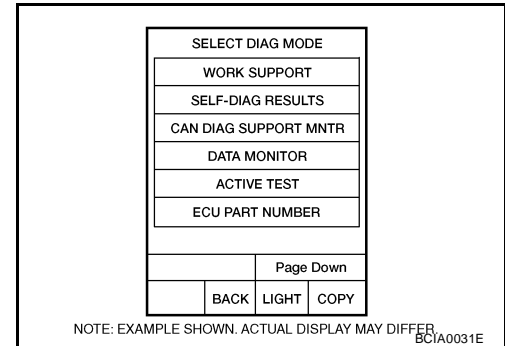 SELECT DIAG MODE
WORK SUPPORT
SELF-DIAG RESULTS
CAN DIAG SUPPORT MNTR
DATA MONITOR
ACTIVE TEST
ECU PART NUMBER
Page Down
BACK LIGHT COPY
NOTE: EXAMPLE SHOWN. ACTUAL DISPLAY MAY DIFFER.
BCIA0031E